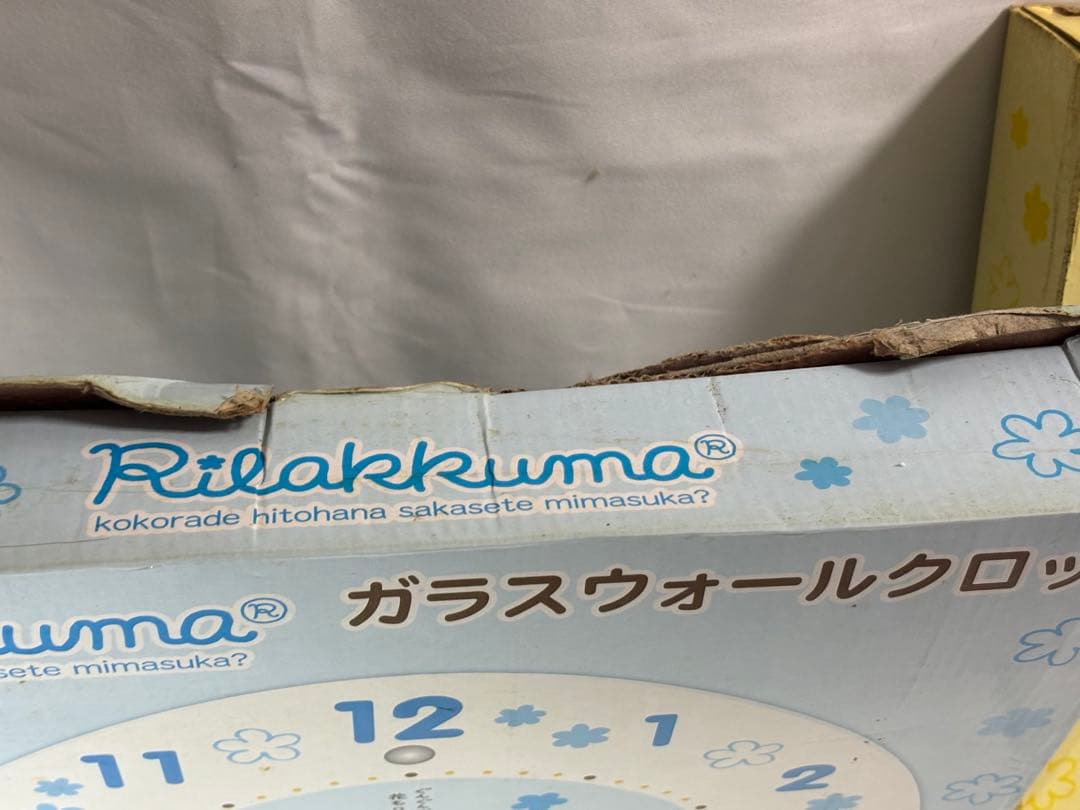 Rilakkuma®
kokorade hitohana sakasete mimasuka?
ガラスウォールクロッ
uma®
sete mimasuka?
12
11
1
2